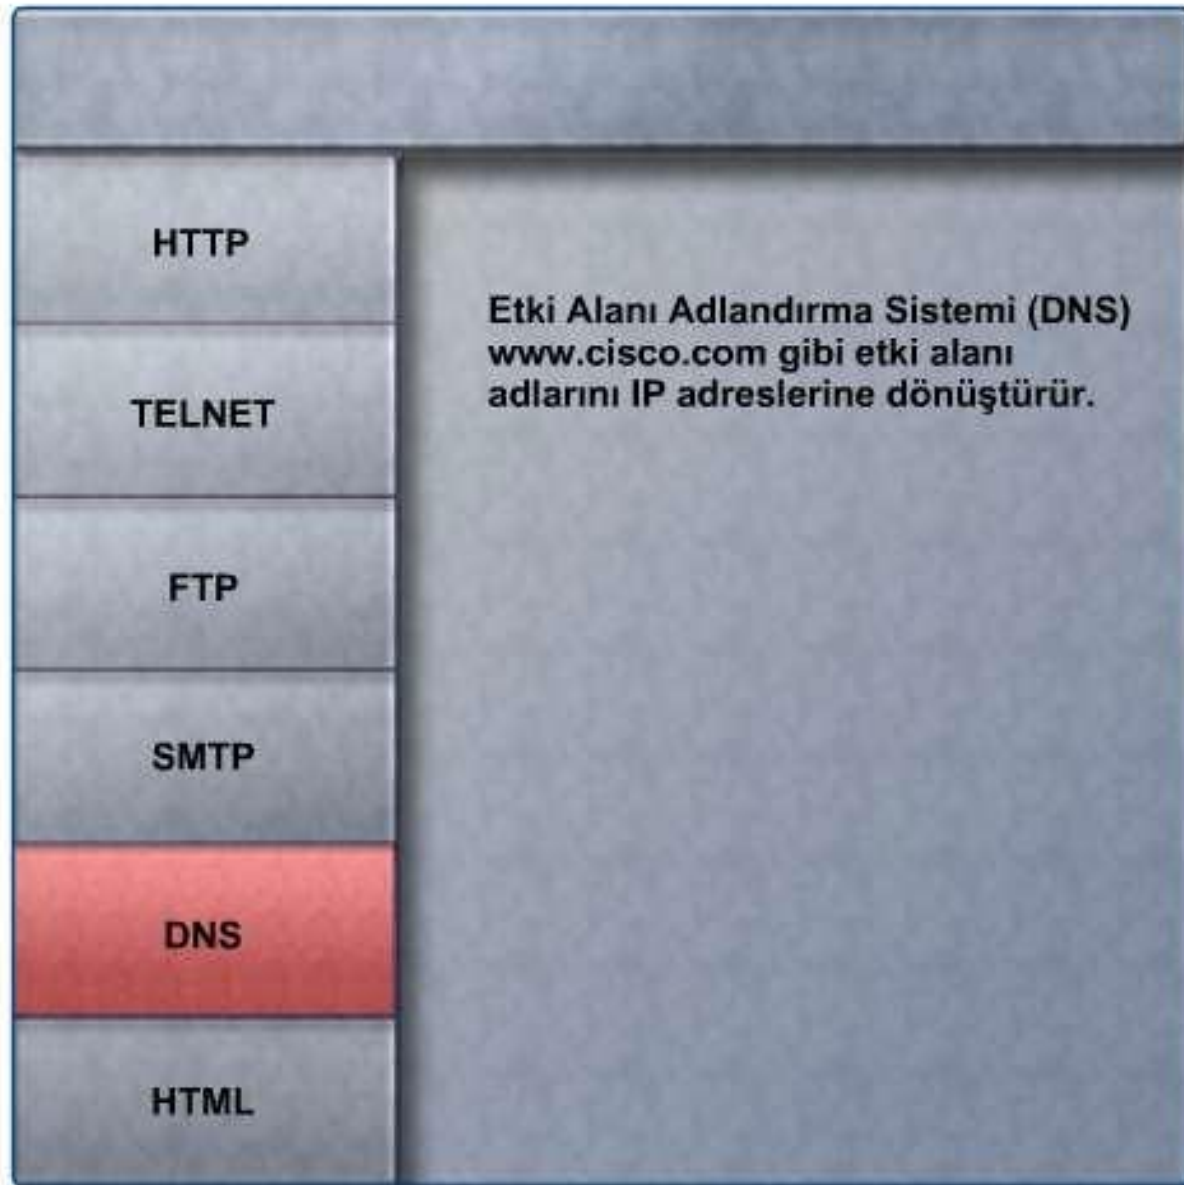 HTTP
TELNET
FTP
SMTP
DNS
HTML
Etki Alanı Adlandırma Sistemi (DNS)
www.cisco.com gibi etki alanı
adlarını IP adreslerine dönüştürür.